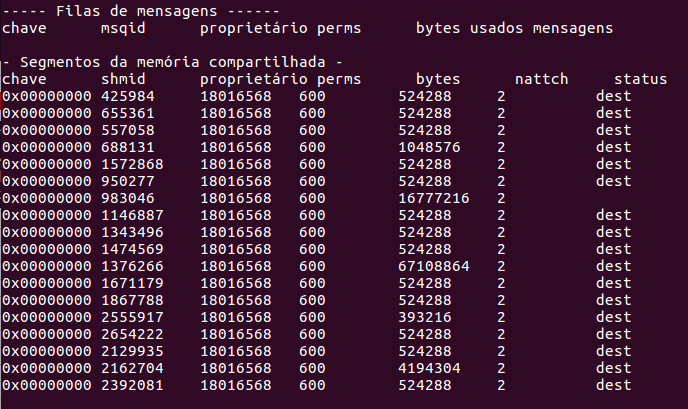 ----- Filas de mensagens ------
chave msqid proprietário perms bytes usados mensagens
- Segmentos da memória compartilhada -
chave shmid proprietário perms bytes nattch status
0x00000000 425984 18016568 600 524288 2 dest
0x00000000 655361 18016568 600 524288 2 dest
0x00000000 557058 18016568 600 524288 2 dest
0x00000000 688131 18016568 600 1048576 2 dest
0x00000000 1572868 18016568 600 524288 2 dest
0x00000000 950277 18016568 600 524288 2 dest
0x00000000 983046 18016568 600 16777216 2
0x00000000 1146887 18016568 600 524288 2 dest
0x00000000 1343496 18016568 600 524288 2 dest
0x00000000 1474569 18016568 600 524288 2 dest
0x00000000 1376266 18016568 600 67108864 2 dest
0x00000000 1671179 18016568 600 524288 2 dest
0x00000000 1867788 18016568 600 524288 2 dest
0x00000000 2555917 18016568 600 393216 2 dest
0x00000000 2654222 18016568 600 524288 2 dest
0x00000000 2129935 18016568 600 524288 2 dest
0x00000000 2162704 18016568 600 4194304 2 dest
0x00000000 2392081 18016568 600 524288 2 dest